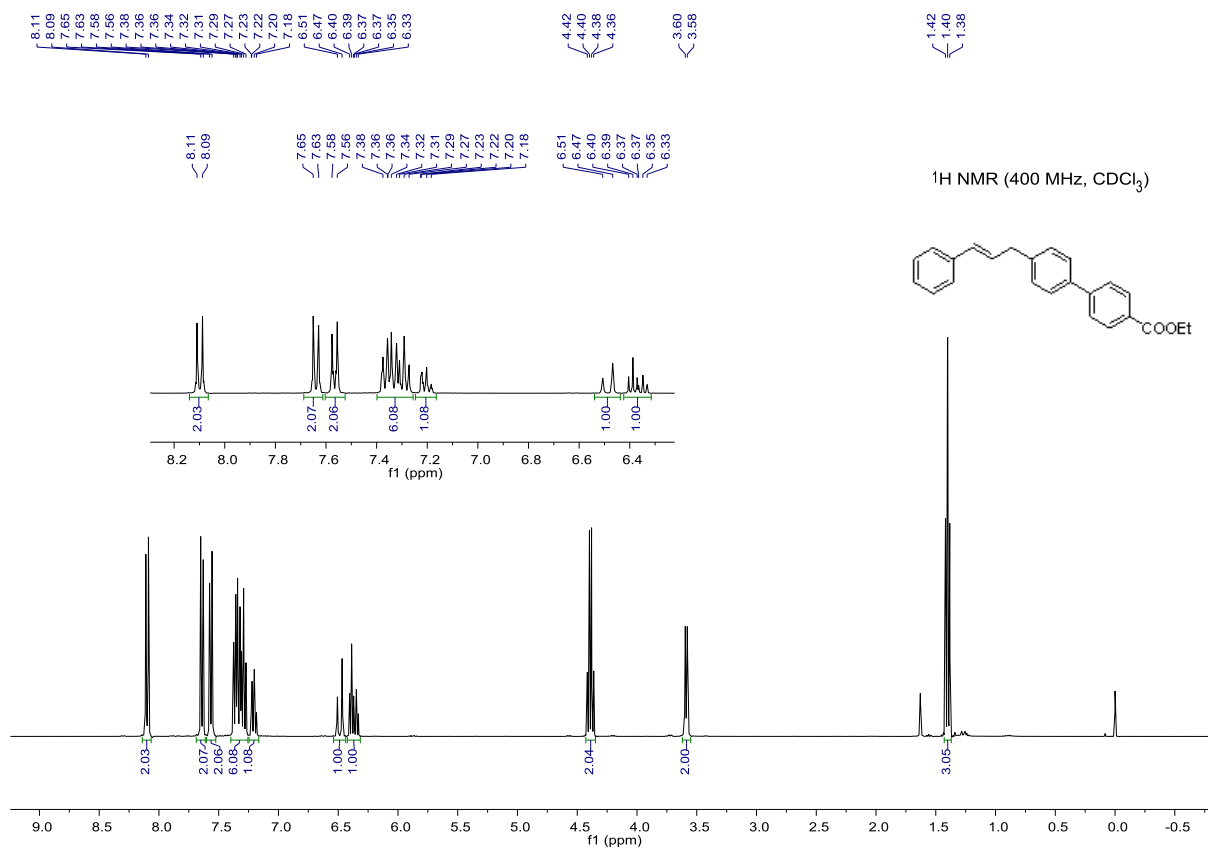 8.11 8.09 7.65 7.63 7.58 7.56 7.38 7.36 7.36 7.34 7.32 7.31 7.29 7.27 7.23 7.22 7.20 7.18 6.51 6.47 6.40 6.39 6.37 6.37 6.35 6.33 4.42 4.40 4.38 4.36 3.60 3.58 1.42 1.40 1.38
8.11 8.09 7.65 7.63 7.58 7.56 7.38 7.36 7.36 7.34 7.32 7.31 7.29 7.27 7.23 7.22 7.20 7.18 6.51 6.47 6.40 6.39 6.37 6.37 6.35 6.33
¹H NMR (400 MHz, CDCl₃)
COOEt
2.03 2.07 2.06 6.08 1.08 1.00 1.00
8.2 8.0 7.8 7.6 7.4 7.2 7.0 6.8 6.6 6.4
f1 (ppm)
2.03 2.07 2.06 6.08 1.08 1.00 1.00 2.04 2.00 3.05
9.0 8.5 8.0 7.5 7.0 6.5 6.0 5.5 5.0 4.5 4.0 3.5 3.0 2.5 2.0 1.5 1.0 0.5 0.0 -0.5
f1 (ppm)